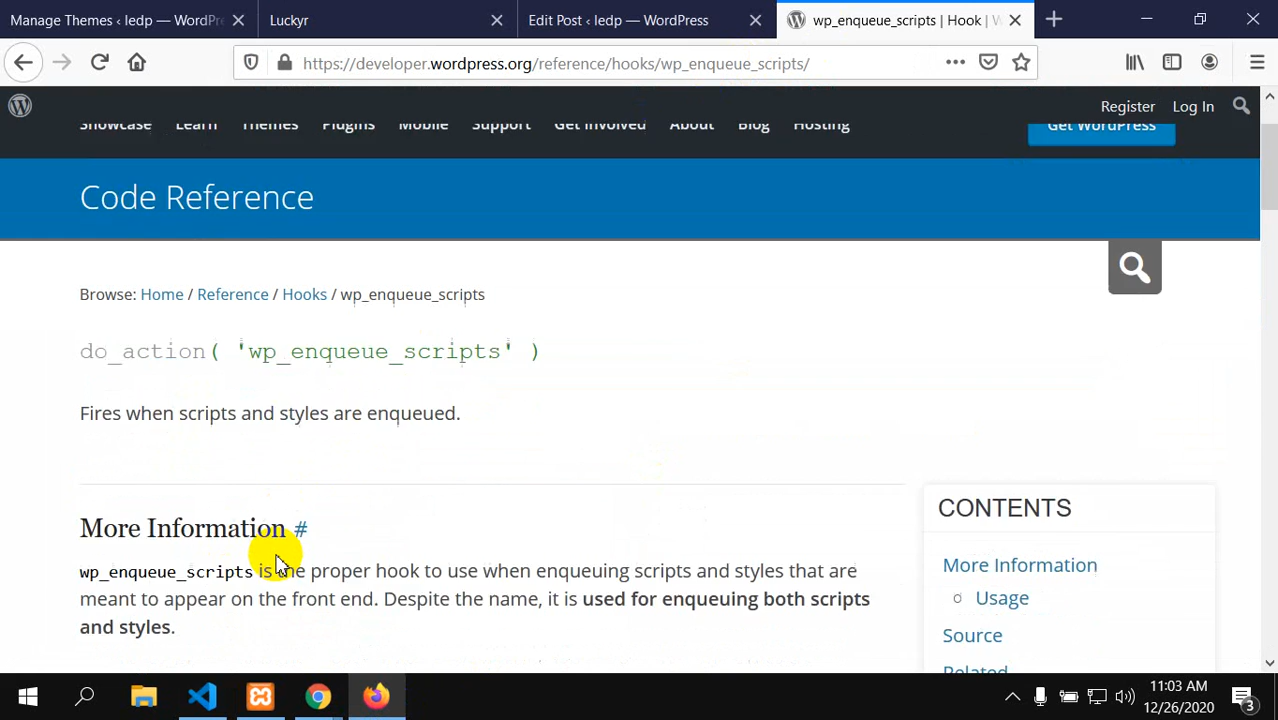 Manage Themes ‹ ledp — WordPr
Luckyr
Edit Post ‹ ledp — WordPress
wp_enqueue_scripts | Hook | W
https://developer.wordpress.org/reference/hooks/wp_enqueue_scripts/
Register
Log In
Showcase Learn Themes Plugins Mobile Support Get Involved About Blog Hosting
Get WordPress
Code Reference
Browse: Home / Reference / Hooks / wp_enqueue_scripts
do_action( 'wp_enqueue_scripts' )
Fires when scripts and styles are enqueued.
More Information #
wp_enqueue_scripts is the proper hook to use when enqueuing scripts and styles that are
meant to appear on the front end. Despite the name, it is used for enqueuing both scripts
and styles.
CONTENTS
More Information
Usage
Source
Related
11:03 AM
12/26/2020
3